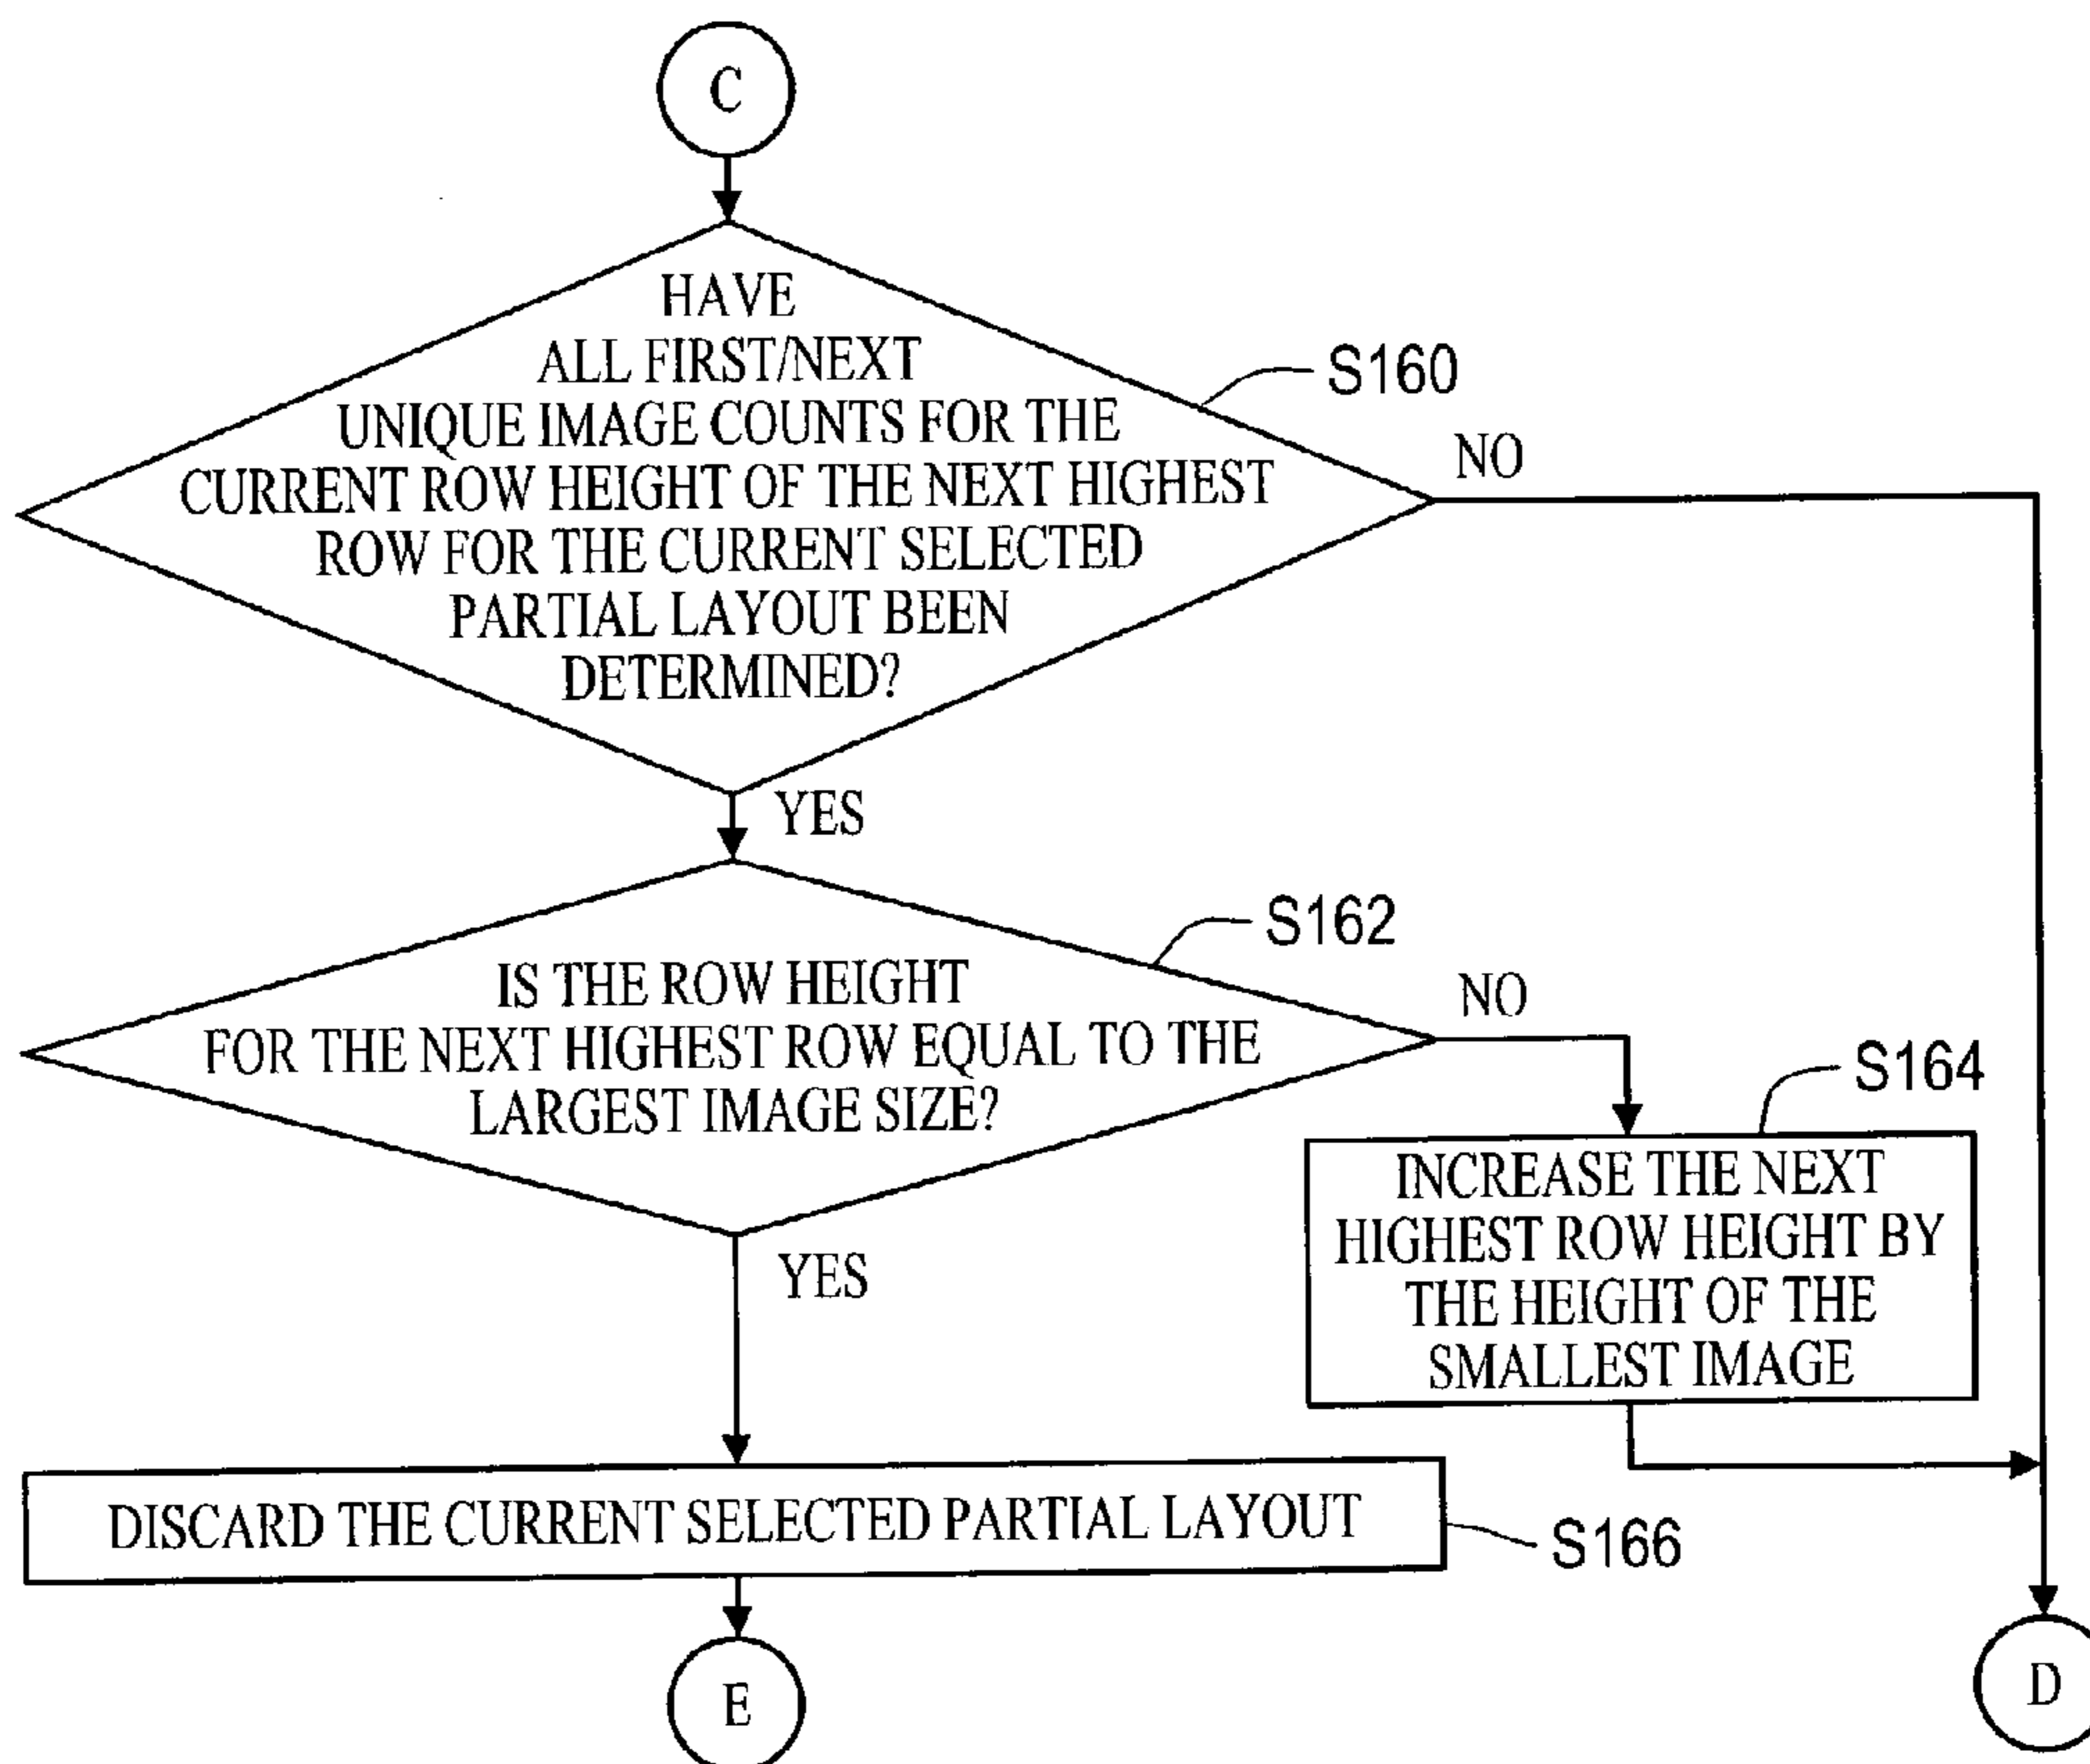 C
HAVE
ALL FIRST/NEXT
UNIQUE IMAGE COUNTS FOR THE
CURRENT ROW HEIGHT OF THE NEXT HIGHEST
ROW FOR THE CURRENT SELECTED
PARTIAL LAYOUT BEEN
DETERMINED?
S160
NO
YES
IS THE ROW HEIGHT
FOR THE NEXT HIGHEST ROW EQUAL TO THE
LARGEST IMAGE SIZE?
S162
NO
S164
INCREASE THE NEXT
HIGHEST ROW HEIGHT BY
THE HEIGHT OF THE
SMALLEST IMAGE
YES
DISCARD THE CURRENT SELECTED PARTIAL LAYOUT
S166
E
D